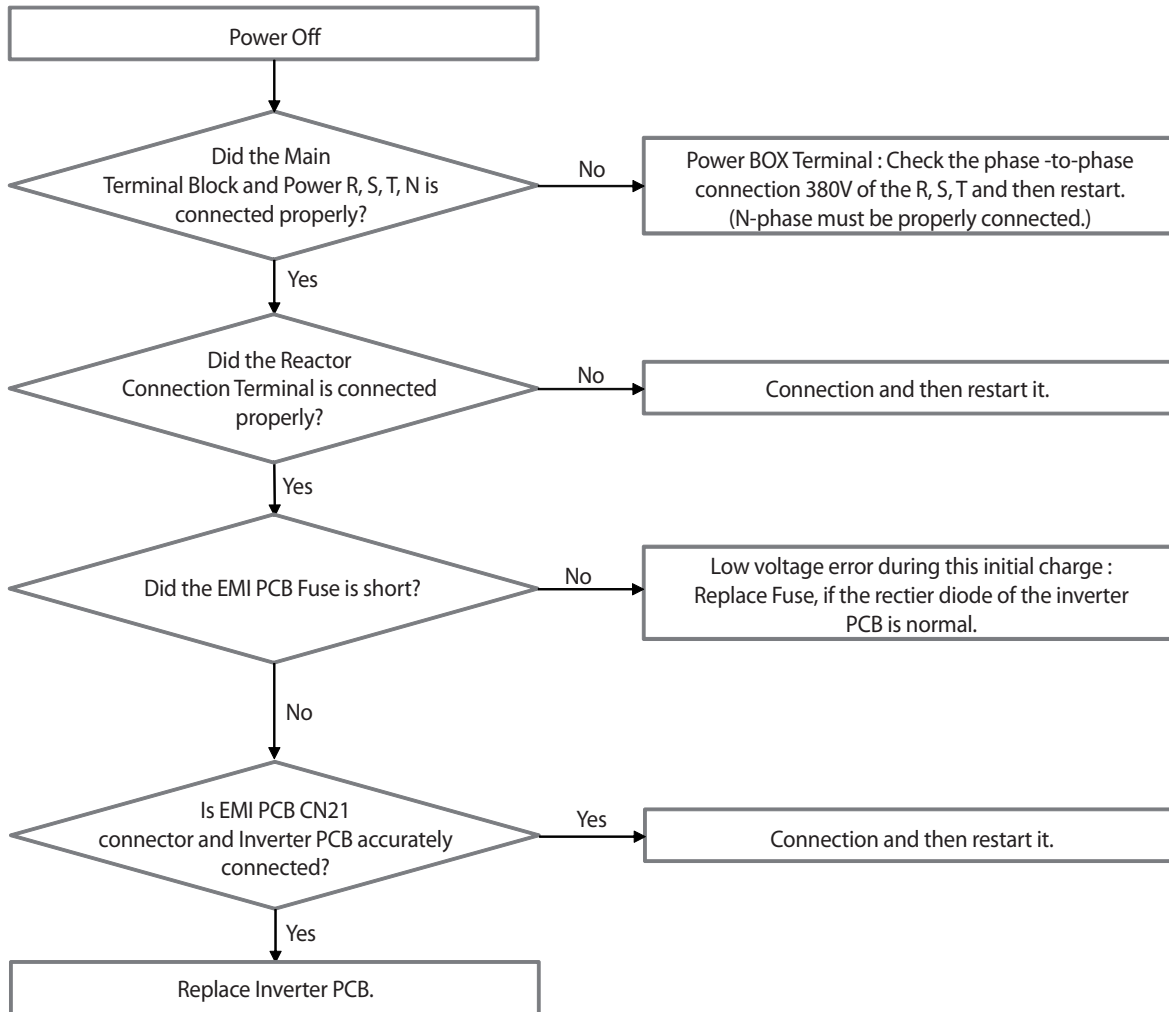 Power Off
Did the Main
Terminal Block and Power R, S, T, N is
connected properly?
No
Power BOX Terminal : Check the phase -to-phase
connection 380V of the R, S, T and then restart.
(N-phase must be properly connected.)
Yes
Did the Reactor
Connection Terminal is connected
properly?
No
Connection and then restart it.
Yes
Did the EMI PCB Fuse is short?
No
Low voltage error during this initial charge :
Replace Fuse, if the rectier diode of the inverter
PCB is normal.
No
Is EMI PCB CN21
connector and Inverter PCB accurately
connected?
Yes
Connection and then restart it.
Yes
Replace Inverter PCB.